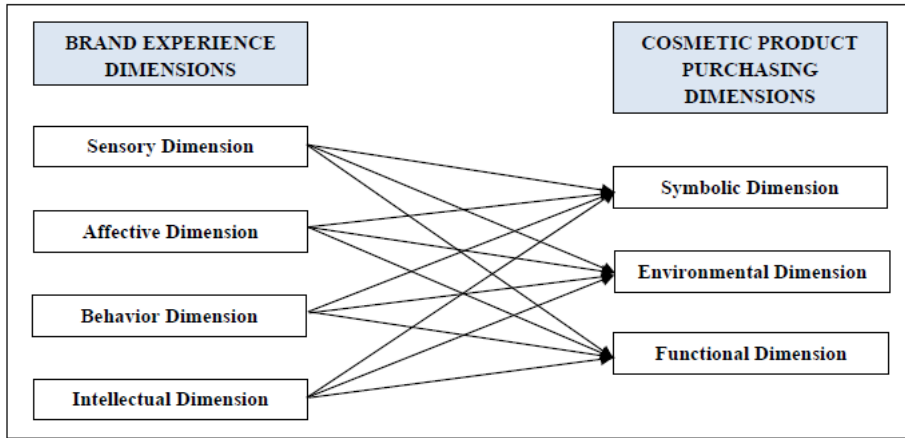 BRAND EXPERIENCE
DIMENSIONS
Sensory Dimension
Affective Dimension
Behavior Dimension
Intellectual Dimension
COSMETIC PRODUCT
PURCHASING
DIMENSIONS
Symbolic Dimension
Environmental Dimension
Functional Dimension